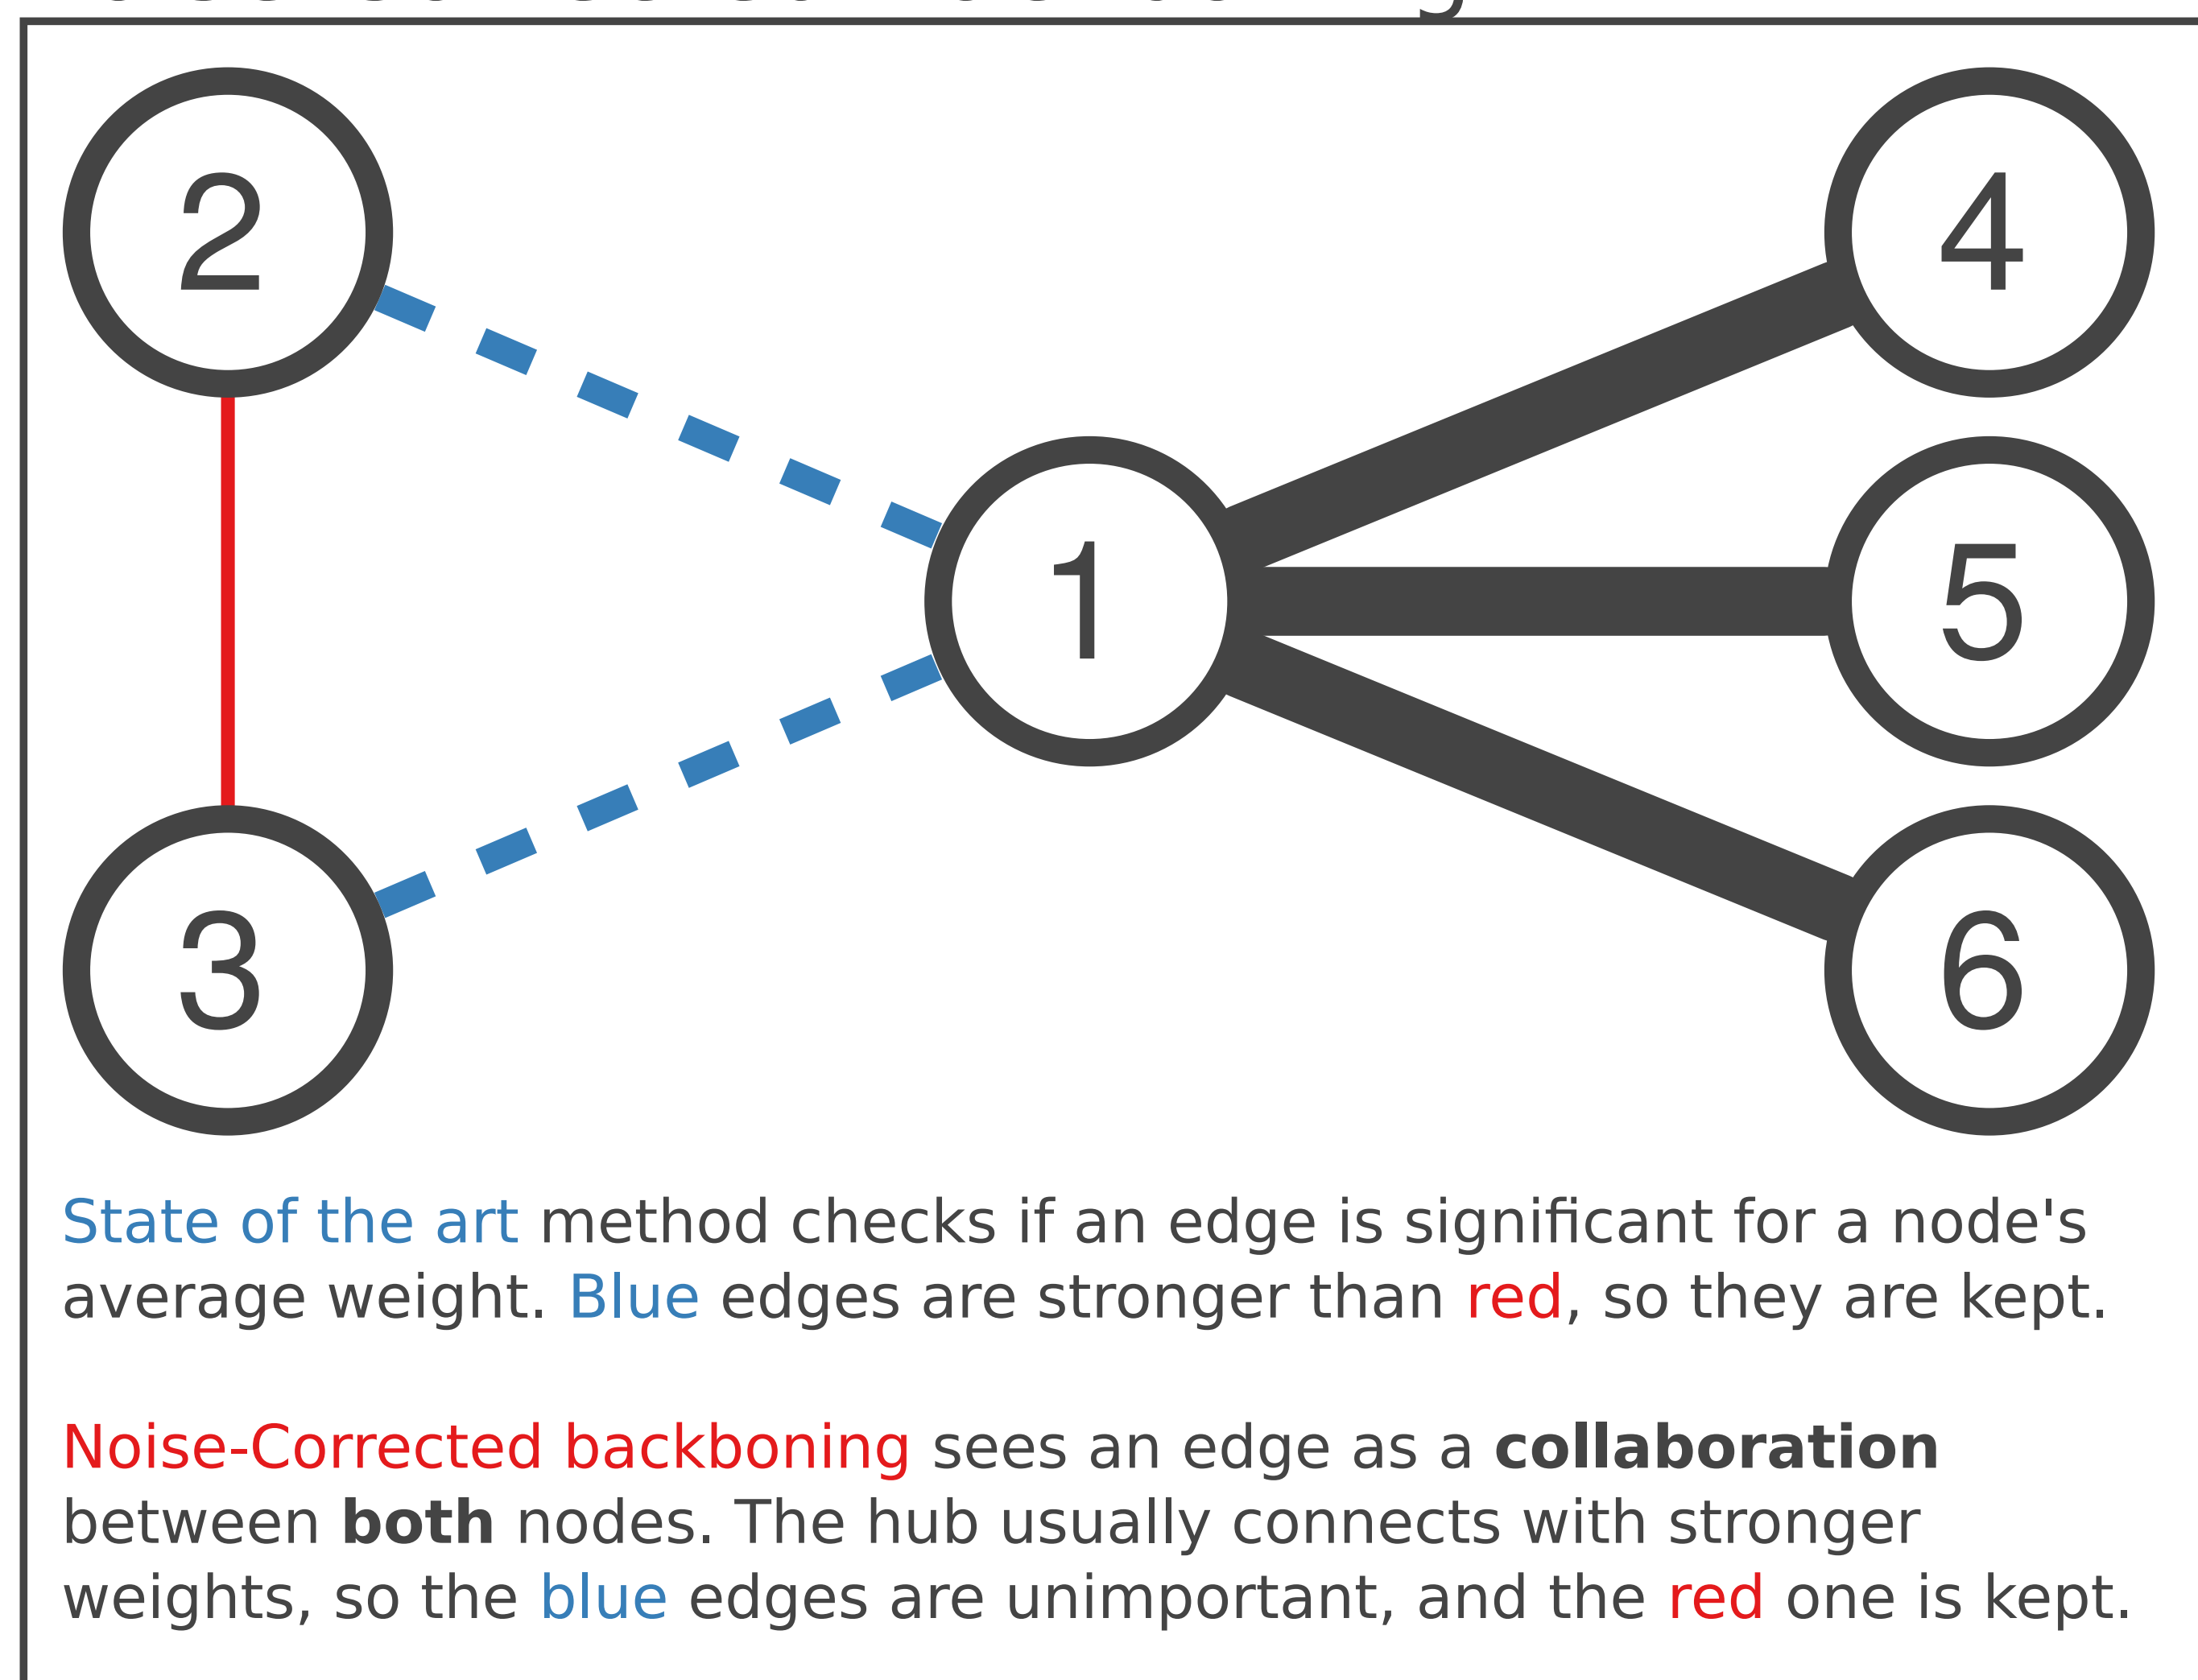 2
4
1
5
3
6
State of the art method checks if an edge is significant for a node's
average weight. Blue edges are stronger than red, so they are kept.
Noise-Corrected backboning sees an edge as a collaboration
between both nodes. The hub usually connects with stronger
weights, so the blue edges are unimportant, and the red one is kept.